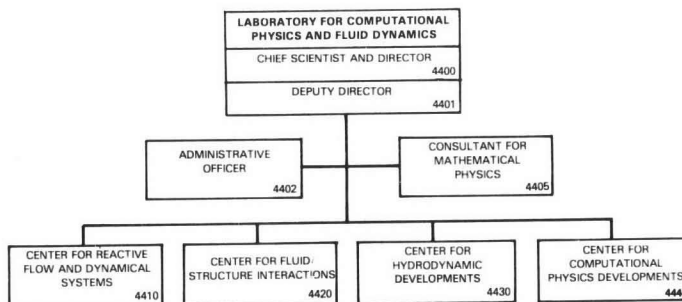 LABORATORY FOR COMPUTATIONAL
PHYSICS AND FLUID DYNAMICS
CHIEF SCIENTIST AND DIRECTOR
4400
DEPUTY DIRECTOR
4401
ADMINISTRATIVE
OFFICER
4402
CONSULTANT FOR
MATHEMATICAL
PHYSICS
4405
CENTER FOR REACTIVE
FLOW AND DYNAMICAL
SYSTEMS
4410
CENTER FOR FLUID/
STRUCTURE INTERACTIONS
4420
CENTER FOR
HYDRODYNAMIC
DEVELOPMENTS
4430
CENTER FOR
COMPUTATIONAL
PHYSICS DEVELOPMENTS